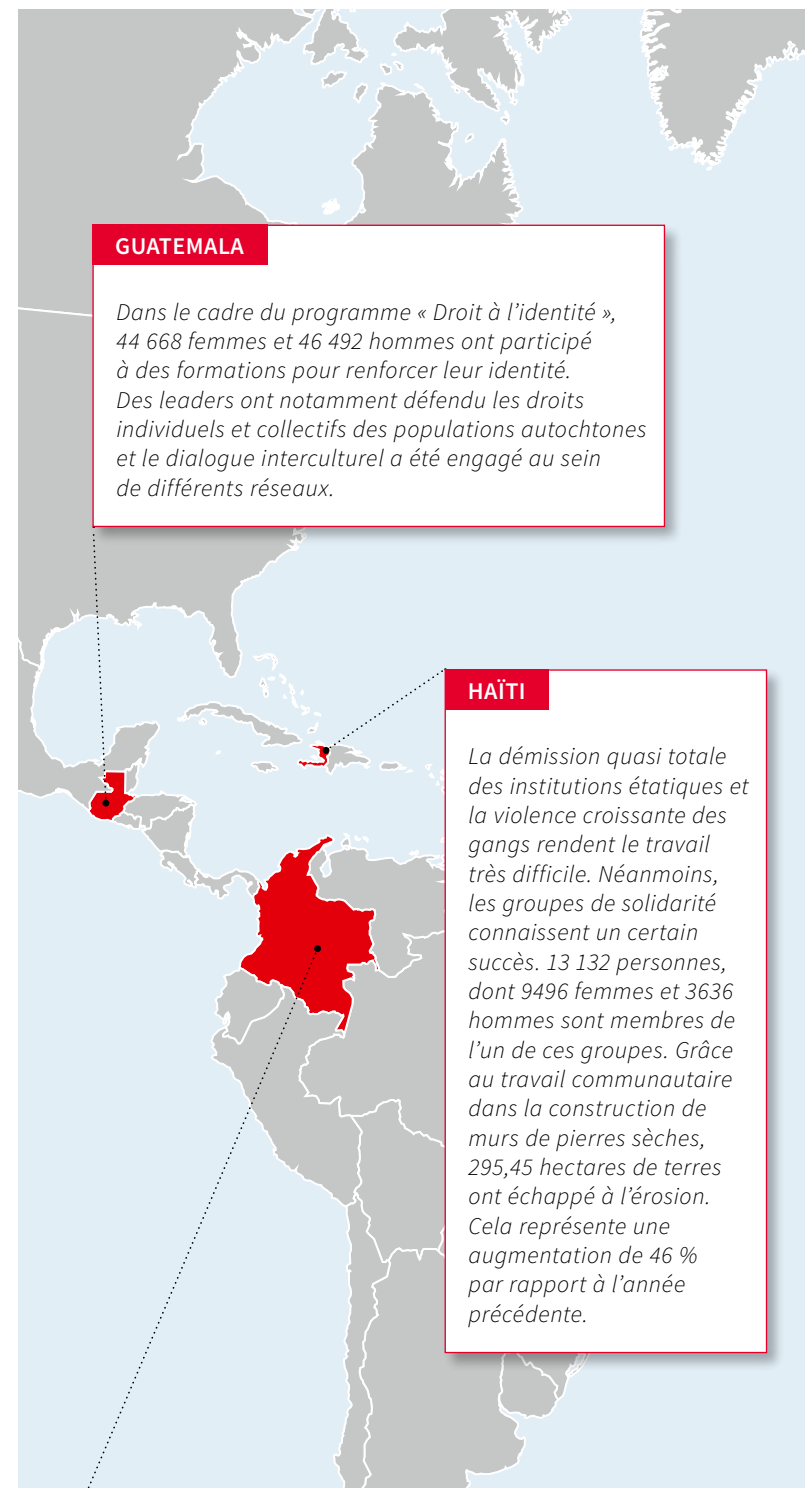 GUATEMALA
Dans le cadre du programme « Droit à l’identité »,
44 668 femmes et 46 492 hommes ont participé
à des formations pour renforcer leur identité.
Des leaders ont notamment défendu les droits
individuels et collectifs des populations autochtones
et le dialogue interculturel a été engagé au sein
de différents réseaux.
HAÏTI
La démission quasi totale
des institutions étatiques et
la violence croissante des
gangs rendent le travail
très difficile. Néanmoins,
les groupes de solidarité
connaissent un certain
succès. 13 132 personnes,
dont 9496 femmes et 3636
hommes sont membres de
l’un de ces groupes. Grâce
au travail communautaire
dans la construction de
murs de pierres sèches,
295,45 hectares de terres
ont échappé à l’érosion.
Cela représente une
augmentation de 46 %
par rapport à l’année
précédente.